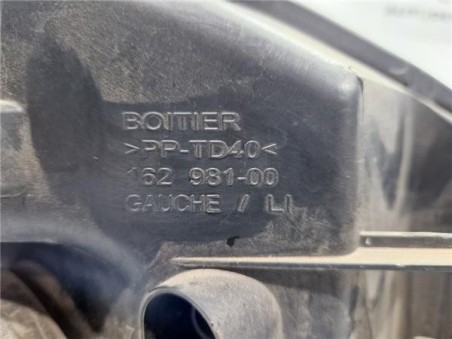 BOITIER
>PP-TD40<
162 981-00
GAUCHE / LI